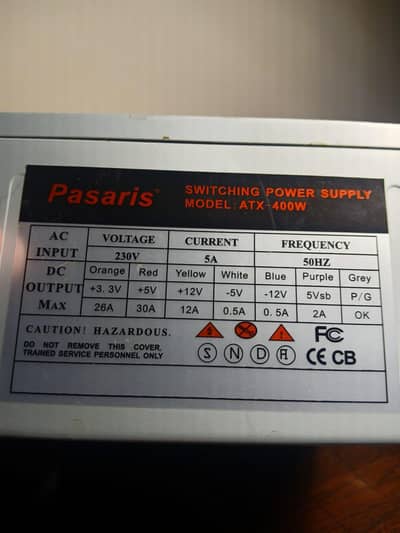 Pasaris
SWITCHING POWER SUPPLY
MODEL: ATX-400W
AC INPUT VOLTAGE CURRENT FREQUENCY
230V 5A 50HZ
DC OUTPUT MAX Orange Red Yellow White Blue Purple Grey
+3.3V +5V +12V -5V -12V 5Vsb P/G
26A 30A 12A 0.5A 0.5A 2A OK
CAUTION! HAZARDOUS.
DO NOT REMOVE THIS COVER,
TRAINED SERVICE PERSONNEL ONLY
FC
S N D FI CE CB